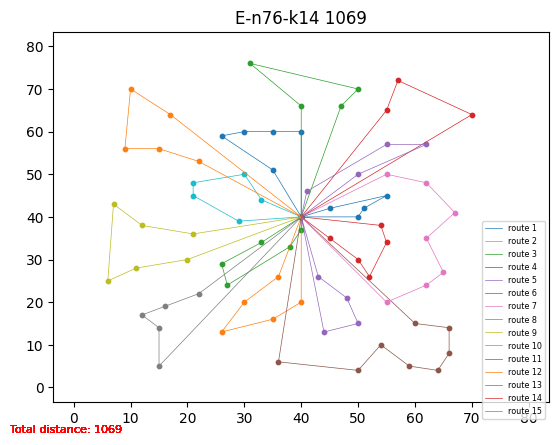 E-n76-k14 1069
80
70
60
50
40
30
20
10
0
0 10 20 30 40 50 60 70 80
route 1
route 2
route 3
route 4
route 5
route 6
route 7
route 8
route 9
route 10
route 11
route 12
route 13
route 14
route 15
Total distance: 1069